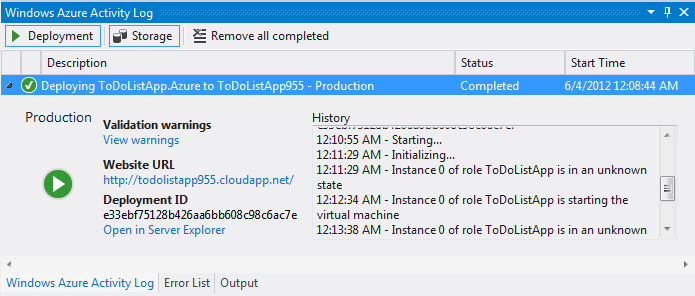 Windows Azure Activity Log
Deployment Storage Remove all completed
Description Status Start Time
Deploying ToDoListApp.Azure to ToDoListApp955 - Production Completed 6/4/2012 12:08:44 AM
Production
Validation warnings
View warnings
Website URL
http://todolistapp955.cloudapp.net/
Deployment ID
e33ebf75128b426aa6bb608c98c6ac7e
Open in Server Explorer
History
12:10:55 AM - Starting...
12:11:29 AM - Initializing...
12:11:29 AM - Instance 0 of role ToDoListApp is in an unknown
state
12:12:34 AM - Instance 0 of role ToDoListApp is starting the
virtual machine
12:13:38 AM - Instance 0 of role ToDoListApp is in an unknown
Windows Azure Activity Log Error List Output